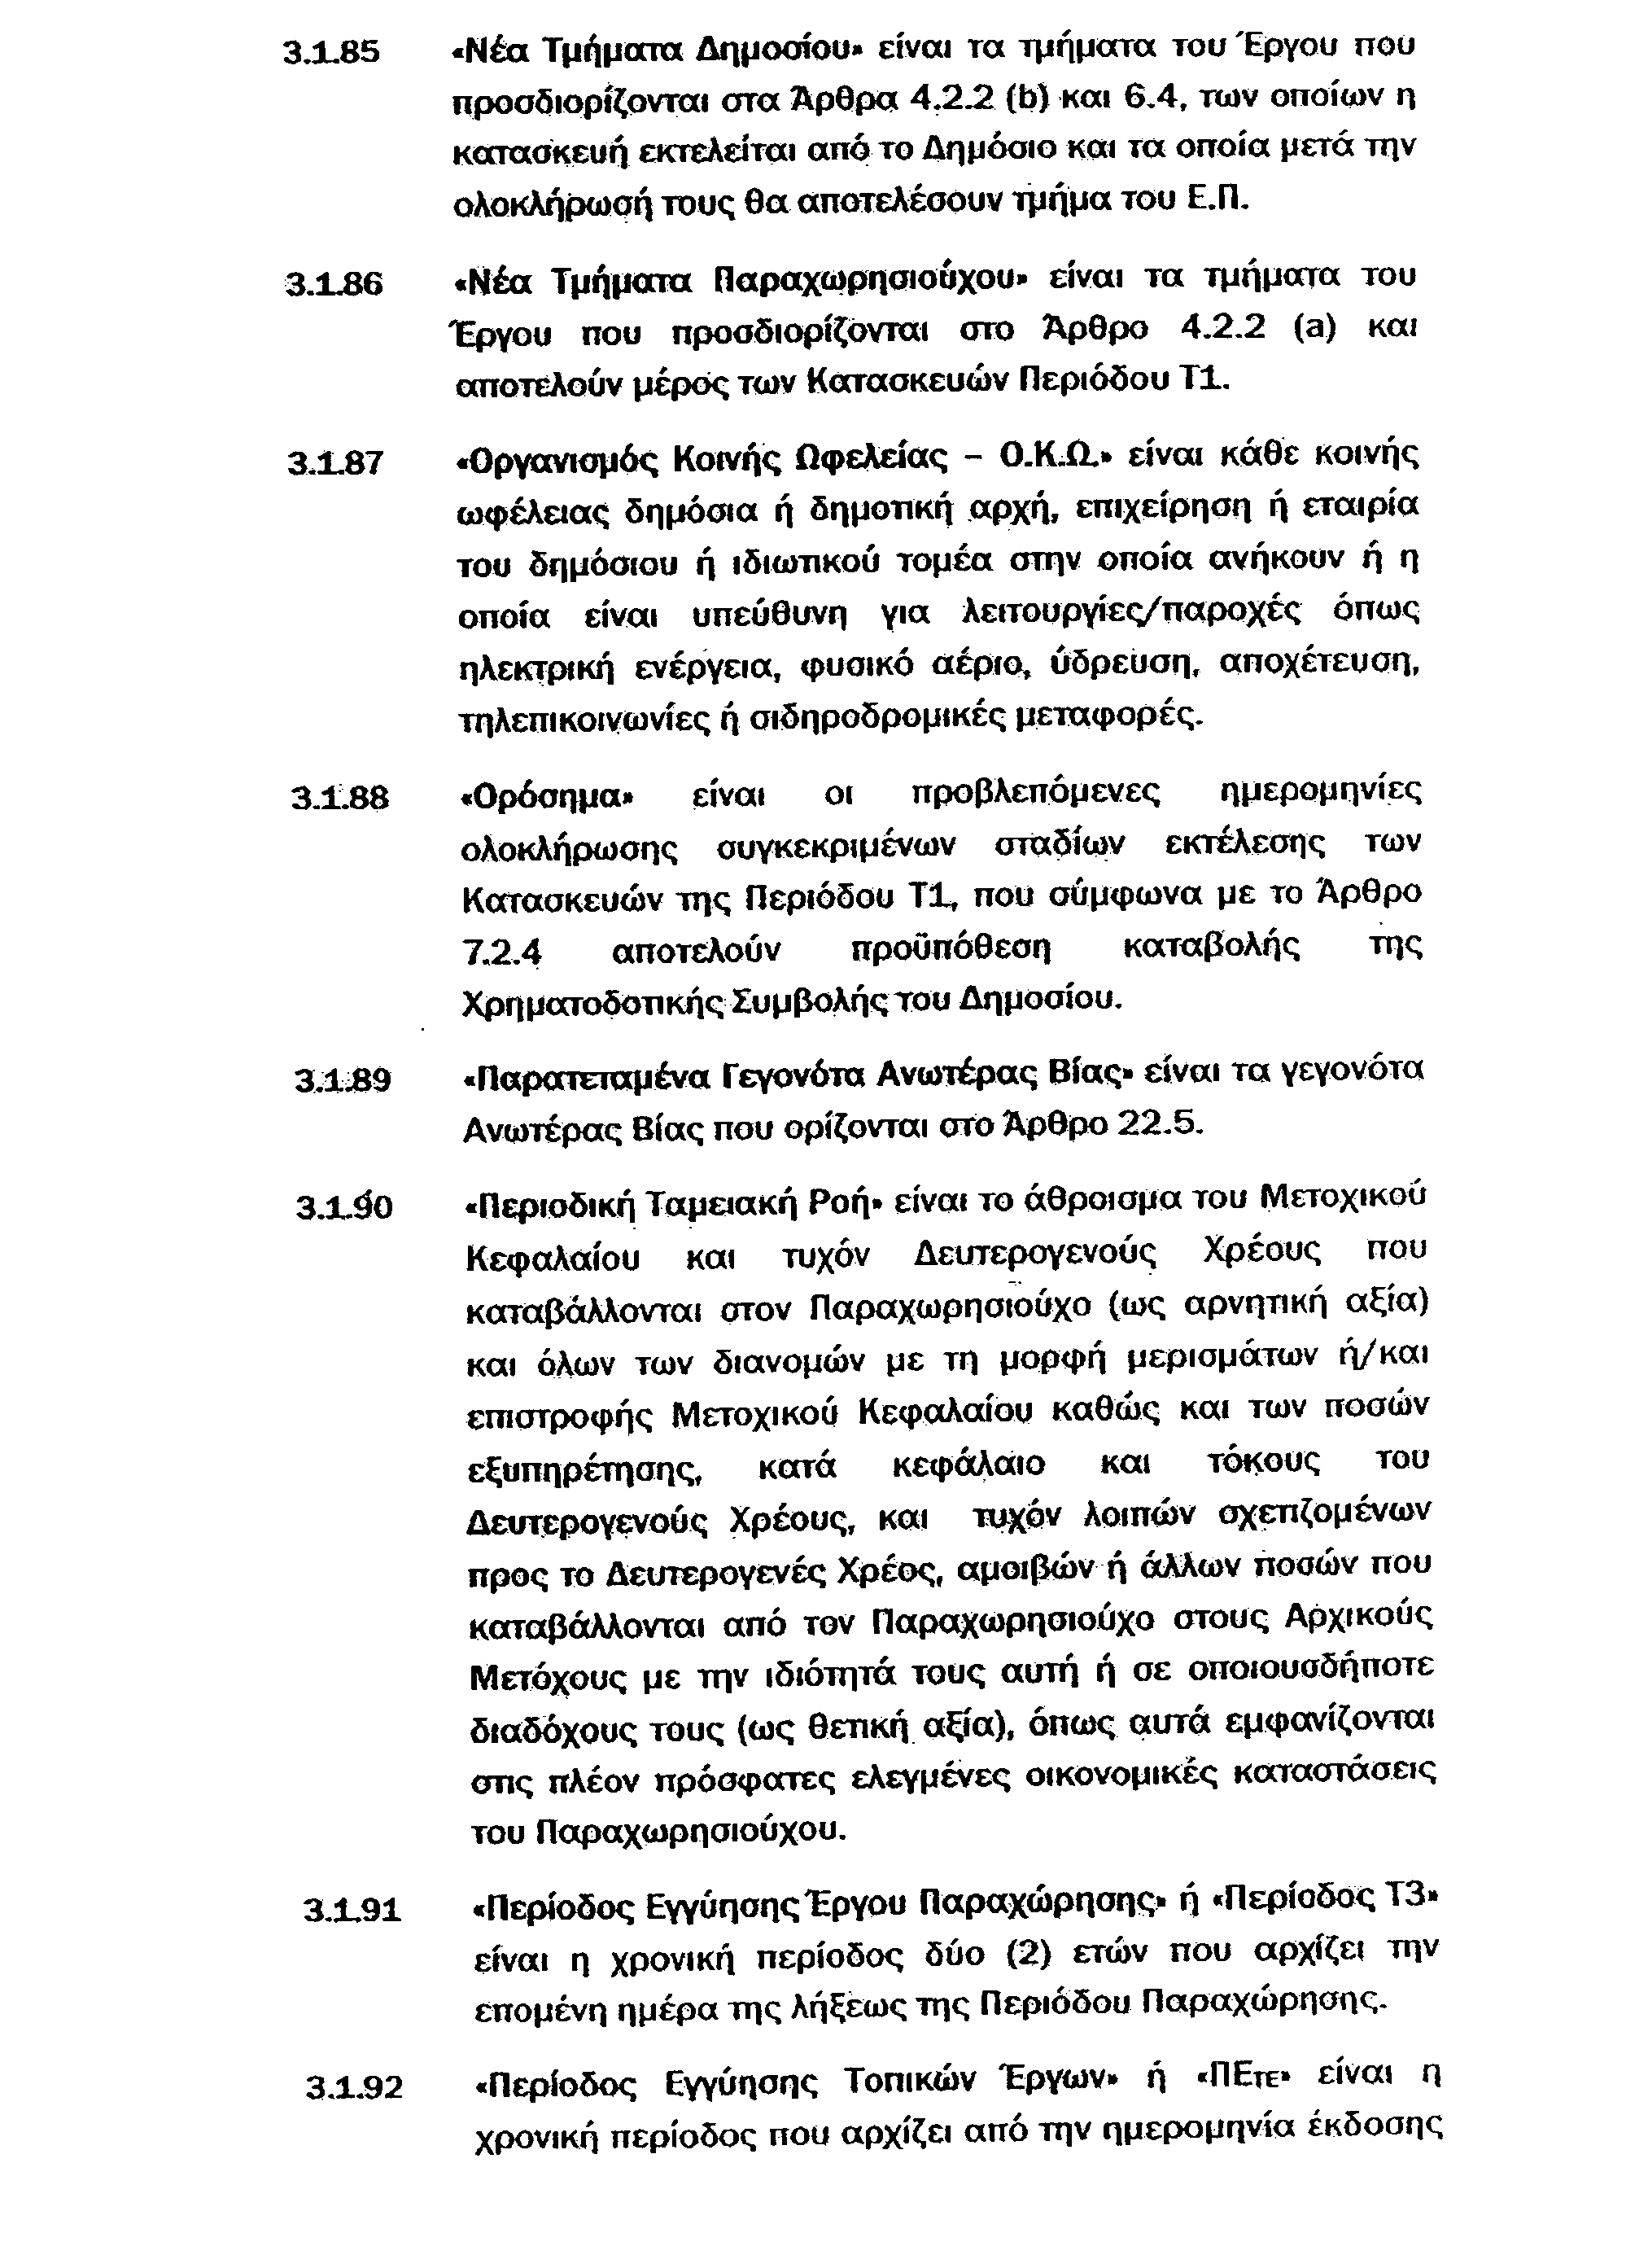 3.1.85 «Νέα Τμήματα Δημοσίου» είναι τα τμήματα του Έργου που
προσδιορίζονται στα Άρθρα 4.2.2 (b) και 6.4, των οποίων η
κατασκευή εκτελείται από το Δημόσιο και τα οποία μετά την
ολοκλήρωσή τους θα αποτελέσουν τμήμα του Ε.Π.
3.1.86 «Νέα Τμήματα Παραχωρησιούχου» είναι τα τμήματα του
Έργου που προσδιορίζονται στο Άρθρο 4.2.2 (a) και
αποτελούν μέρος των Κατασκευών Περιόδου Τ1.
3.1.87 «Οργανισμός Κοινής Ωφελείας – Ο.Κ.Ω.» είναι κάθε κοινής
ωφέλειας δημόσια ή δημοτική αρχή, επιχείρηση ή εταιρία
του δημόσιου ή ιδιωτικού τομέα στην οποία ανήκουν ή η
οποία είναι υπεύθυνη για λειτουργίες/παροχές όπως
ηλεκτρική ενέργεια, φυσικό αέριο, ύδρευση, αποχέτευση,
τηλεπικοινωνίες ή σιδηροδρομικές μεταφορές.
3.1.88 «Ορόσημα» είναι οι προβλεπόμενες ημερομηνίες
ολοκλήρωσης συγκεκριμένων σταδίων εκτέλεσης των
Κατασκευών της Περιόδου Τ1, που σύμφωνα με το Άρθρο
7.2.4 αποτελούν προϋπόθεση καταβολής της
Χρηματοδοτικής Συμβολής του Δημοσίου.
3.1.89 «Παρατεταμένα Γεγονότα Ανωτέρας Βίας» είναι τα γεγονότα
Ανωτέρας Βίας που ορίζονται στο Άρθρο 22.5.
3.1.90 «Περιοδική Ταμειακή Ροή» είναι το άθροισμα του Μετοχικού
Κεφαλαίου και τυχόν Δευτερογενούς Χρέους που
καταβάλλονται στον Παραχωρησιούχο (ως αρνητική αξία)
και όλων των διανομών με τη μορφή μερισμάτων ή/και
επιστροφής Μετοχικού Κεφαλαίου καθώς και των ποσών
εξυπηρέτησης, κατά κεφάλαιο και τόκους του
Δευτερογενούς Χρέους, και τυχόν λοιπών σχετιζομένων
προς το Δευτερογενές Χρέος, αμοιβών ή άλλων ποσών που
καταβάλλονται από τον Παραχωρησιούχο στους Αρχικούς
Μετόχους με την ιδιότητά τους αυτή ή σε οποιουσδήποτε
διαδόχους τους (ως θετική αξία), όπως αυτά εμφανίζονται
στις πλέον πρόσφατες ελεγμένες οικονομικές καταστάσεις
του Παραχωρησιούχου.
3.1.91 «Περίοδος Εγγύησης Έργου Παραχώρησης» ή «Περίοδος Τ3»
είναι η χρονική περίοδος δύο (2) ετών που αρχίζει την
επομένη ημέρα της λήξεως της Περιόδου Παραχώρησης.
3.1.92 «Περίοδος Εγγύησης Τοπικών Έργων» ή «ΠΕτε» είναι η
χρονική περίοδος που αρχίζει από την ημερομηνία έκδοσης